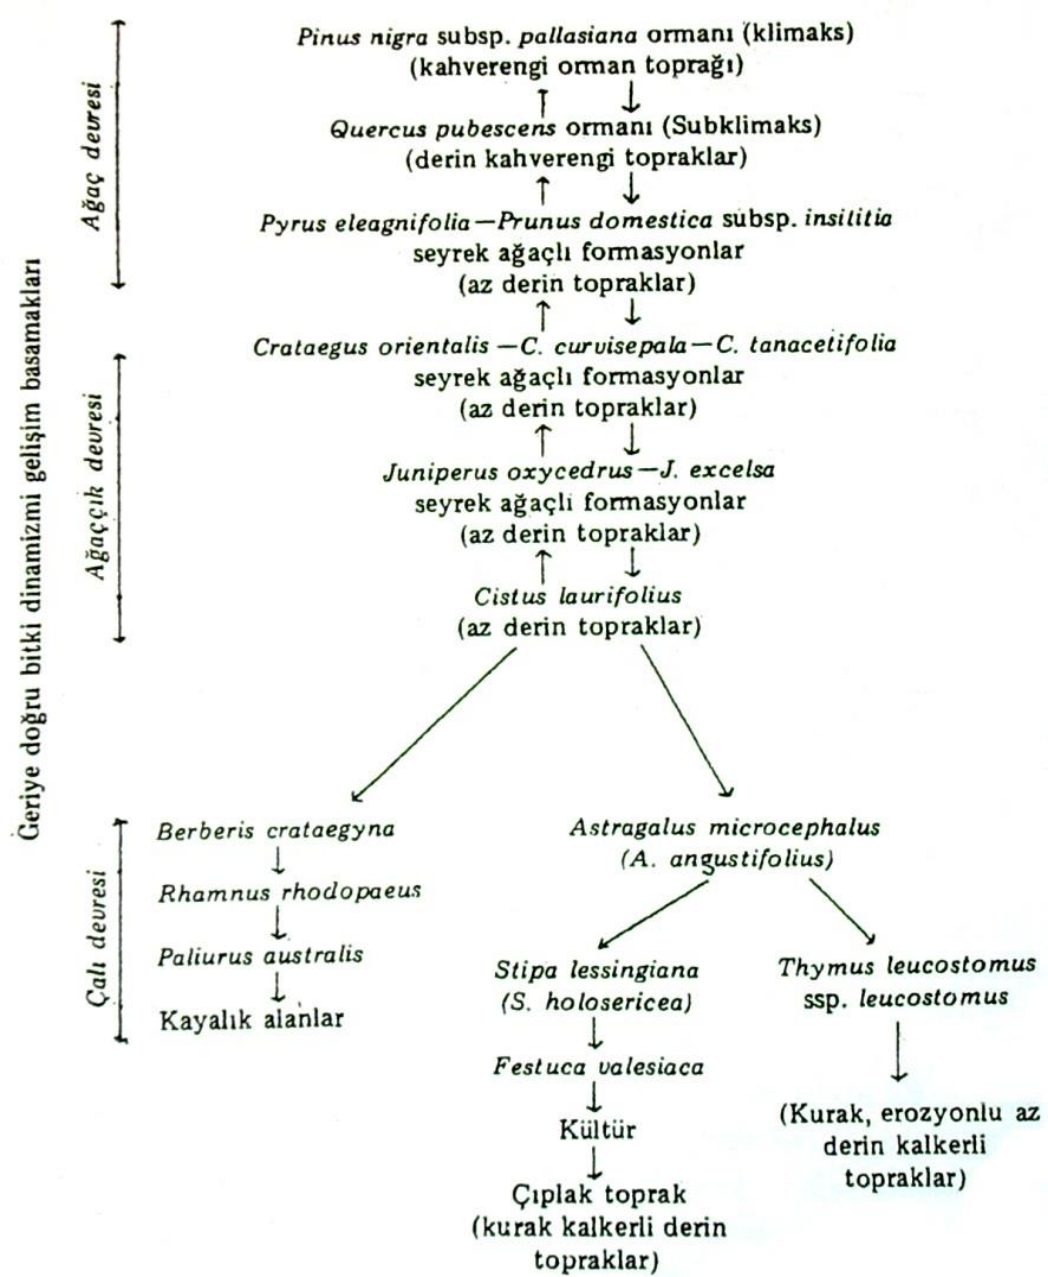 Pinus nigra subsp. pallasiana ormanı (klimaks)
(kahverengi orman toprağı)
Quercus pubescens ormanı (Subklimaks)
(derin kahverengi topraklar)
Pyrus eleagnifolia—Prunus domestica subsp. insititia
seyrek ağaçlı formasyonlar
(az derin topraklar)
Ağaç devresi
Crataegus orientalis—C. curvisepala—C. tanacetifolia
seyrek ağaçlı formasyonlar
(az derin topraklar)
Juniperus oxycedrus—J. excelsa
seyrek ağaçli formasyonlar
(az derin topraklar)
Cistus laurifolius
(az derin topraklar)
Ağaççık devresi
Geriye doğru bitki dinamizmi gelişim basamakları
Çalı devresi
Berberis crataegyna
Rhamnus rhodopaeus
Paliurus australis
Kayalık alanlar
Astragalus microcephalus
(A. angustifolius)
Stipa lessingiana
(S. holosericea)
Festuca valesiaca
Kültür
Çıplak toprak
(kurak kalkerli derin
topraklar)
Thymus leucostomus
ssp. leucostomus
(Kurak, erozyonlu az
derin kalkerli
topraklar)